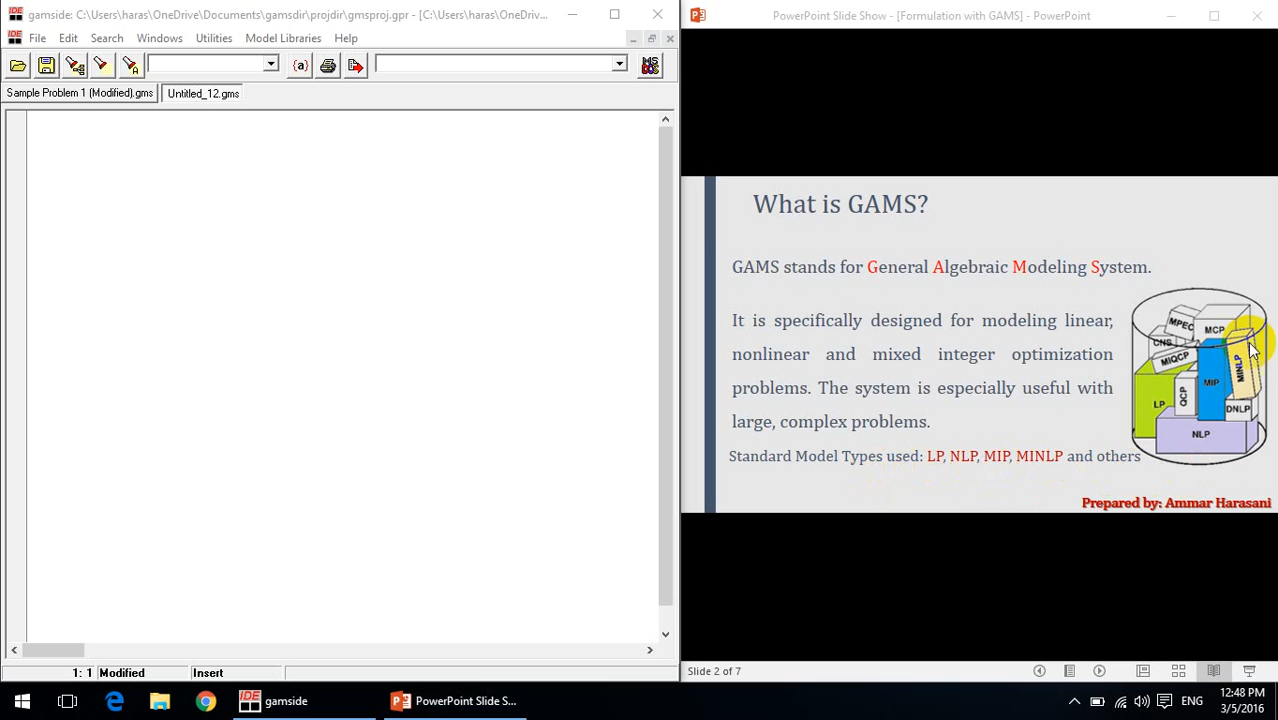 gamside: C:\Users\haras\OneDrive\Documents\gamsdir\projdir\gmsproj.gpr - [C:\Users\haras\OneDriv...
IDE File Edit Search Windows Utilities Model Libraries Help
{a} MS DOS
Sample Problem 1 (Modified).gms Untitled_12.gms
1: 1 Modified Insert
PowerPoint Slide Show - [Formulation with GAMS] - PowerPoint
What is GAMS?
GAMS stands for General Algebraic Modeling System.
It is specifically designed for modeling linear,
nonlinear and mixed integer optimization
problems. The system is especially useful with
large, complex problems.
Standard Model Types used: LP, NLP, MIP, MINLP and others
MPEC
MCP
CNS
MIQCP
MINLP
MIP
QCP
LP
DNLP
NLP
Prepared by: Ammar Harasani
Slide 2 of 7
gamside PowerPoint Slide S... ENG 12:48 PM
3/5/2016